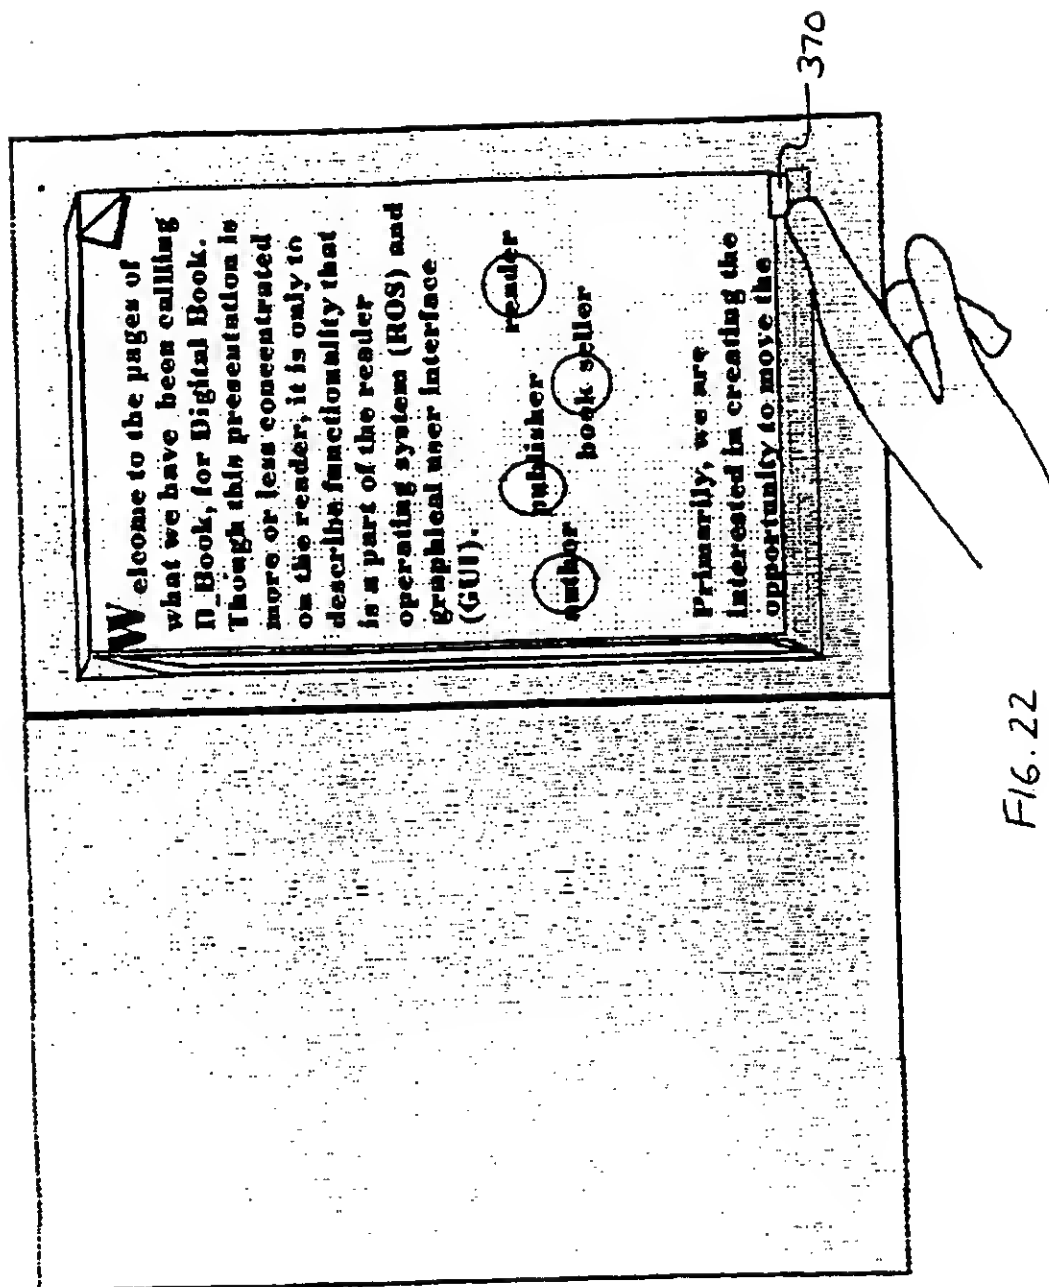 Welcome to the pages of
what we have been callling
D_Book, for Digital Book.
Though this presentation is
more or less concentrated
on the reader, it is only to
describe functionality that
is a part of the reader
operating system (ROS) and
graphical user interface
(GUI).
author publisher book seller reader
Primarily, we are
interested in creating the
opportunity to move the
370
FIG. 22